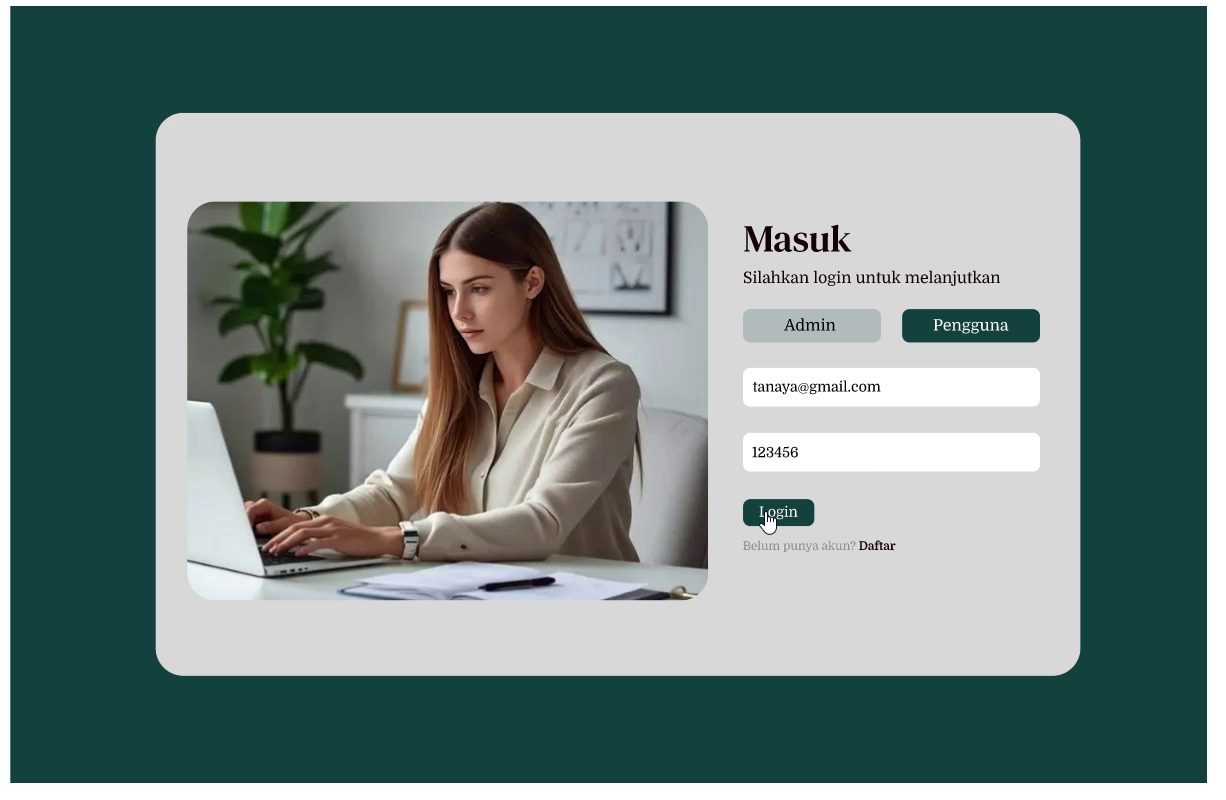 Masuk
Silahkan login untuk melanjutkan
Admin
Pengguna
tanaya@gmail.com
123456
Login
Belum punya akun? Daftar